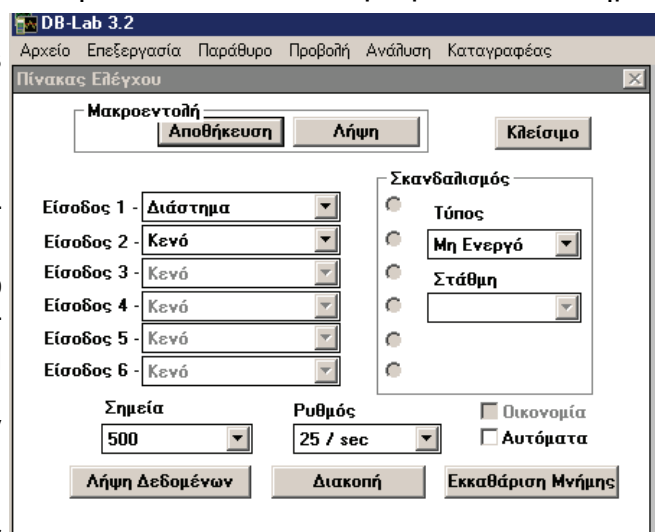 DB-Lab 3.2
Αρχείο Επεξεργασία Παράθυρο Προβολή Ανάλυση Καταγραφέας
Πίνακας Ελέγχου
Μακροεντολή
Αποθήκευση Λήψη Κλείσιμο
Σκανδαλισμός
Είσοδος 1 - Διάστημα
Τύπος
Είσοδος 2 - Κενό
Μη Ενεργό
Είσοδος 3 - Κενό
Στάθμη
Είσοδος 4 - Κενό
Είσοδος 5 - Κενό
Είσοδος 6 - Κενό
Σημεία Ρυθμός Οικονομία
500 25 / sec Αυτόματα
Λήψη Δεδομένων Διακοπή Εκκαθάριση Μνήμης